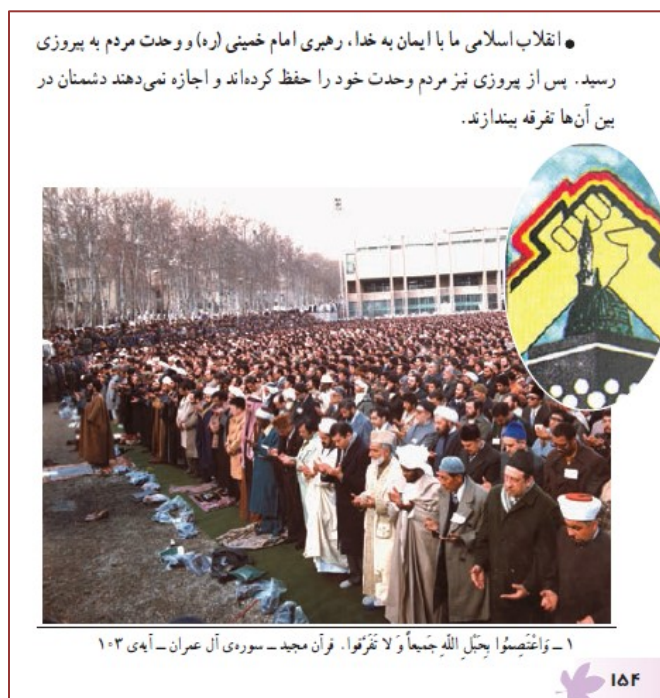 ● انقلاب اسلامی ما با ایمان به خدا، رهبری امام خمینی (ره) و وحدت مردم به پیروزی
رسید. پس از پیروزی نیز مردم وحدت خود را حفظ کرده‌اند و اجازه نمی‌دهند دشمنان در
بین آن‌ها تفرقه بیندازند.
۱ــ وَاعْتَصِمُوا بِحَبْلِ اللّٰهِ جَمیعاً وَ لا تَفَرَّقوا. قرآن مجید ــ سوره‌ی آل عمران ــ آیه‌ی ۱۰۳
۱۵۴